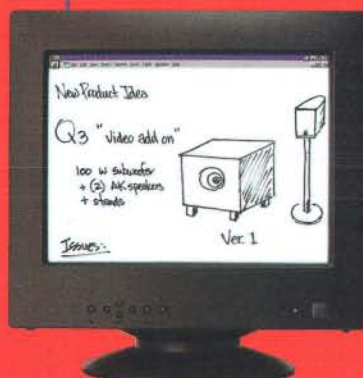 New Product Idea
Q3 "video add on"
100 w subwoofer
+ (2) AK speakers
+ stands
Ver. 1
Issues: